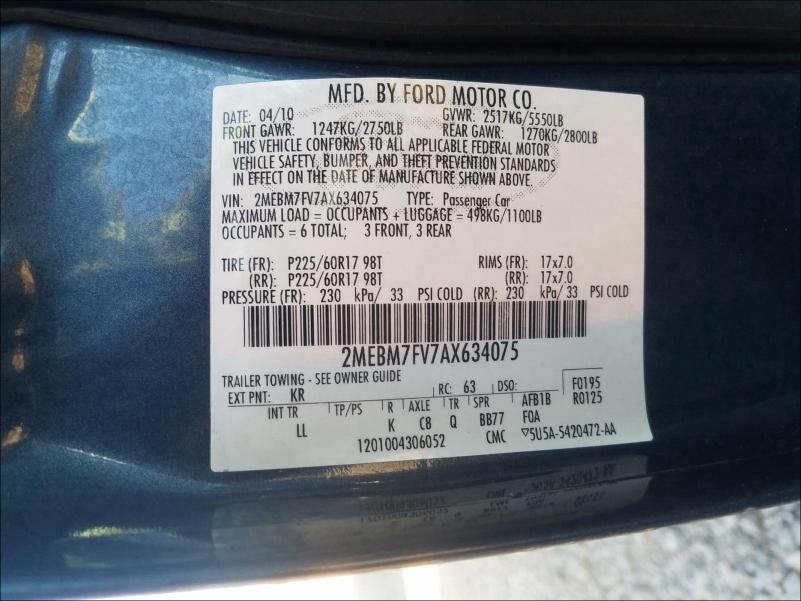 MFD. BY FORD MOTOR CO.
DATE: 04/10 GVWR: 2517KG/5550LB
FRONT GAWR: 1247KG/2750LB REAR GAWR: 1270KG/2800LB
THIS VEHICLE CONFORMS TO ALL APPLICABLE FEDERAL MOTOR
VEHICLE SAFETY, BUMPER, AND THEFT PREVENTION STANDARDS
IN EFFECT ON THE DATE OF MANUFACTURE SHOWN ABOVE.
VIN: 2MEBM7FV7AX634075 TYPE: Passenger Car
MAXIMUM LOAD = OCCUPANTS + LUGGAGE = 498KG/1100LB
OCCUPANTS = 6 TOTAL; 3 FRONT, 3 REAR
TIRE (FR): P225/60R17 98T RIMS (FR): 17x7.0
(RR): P225/60R17 98T (RR): 17x7.0
PRESSURE (FR): 230 kPa/ 33 PSI COLD (RR): 230 kPa/ 33 PSI COLD
2MEBM7FV7AX634075
TRAILER TOWING - SEE OWNER GUIDE
EXT PNT: KR RC: 63 DSO: F0195
INT TR TP/PS R AXLE TR SPR AFB1B R0125
LL K C8 Q BB77 FOA
1201004306052 CMC ▽5U5A-5420472-AA